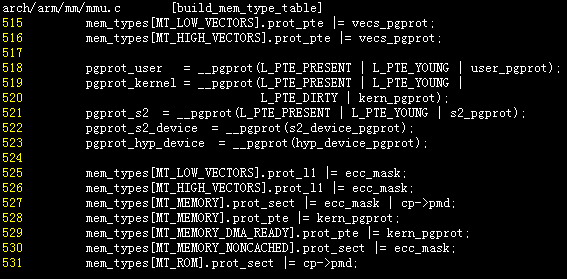 arch/arm/mm/mmu.c [build_mem_type_table]
515 mem_types[MT_LOW_VECTORS].prot_pte |= vecs_pgprot;
516 mem_types[MT_HIGH_VECTORS].prot_pte |= vecs_pgprot;
517
518 pgprot_user = __pgprot(L_PTE_PRESENT | L_PTE_YOUNG | user_pgprot);
519 pgprot_kernel = __pgprot(L_PTE_PRESENT | L_PTE_YOUNG |
520 L_PTE_DIRTY | kern_pgprot);
521 pgprot_s2 = __pgprot(L_PTE_PRESENT | L_PTE_YOUNG | s2_pgprot);
522 pgprot_s2_device = __pgprot(s2_device_pgprot);
523 pgprot_hyp_device = __pgprot(hyp_device_pgprot);
524
525 mem_types[MT_LOW_VECTORS].prot_l1 |= ecc_mask;
526 mem_types[MT_HIGH_VECTORS].prot_l1 |= ecc_mask;
527 mem_types[MT_MEMORY].prot_sect |= ecc_mask | cp->pmd;
528 mem_types[MT_MEMORY].prot_pte |= kern_pgprot;
529 mem_types[MT_MEMORY_DMA_READY].prot_pte |= kern_pgprot;
530 mem_types[MT_MEMORY_NONCACHED].prot_sect |= ecc_mask;
531 mem_types[MT_ROM].prot_sect |= cp->pmd;